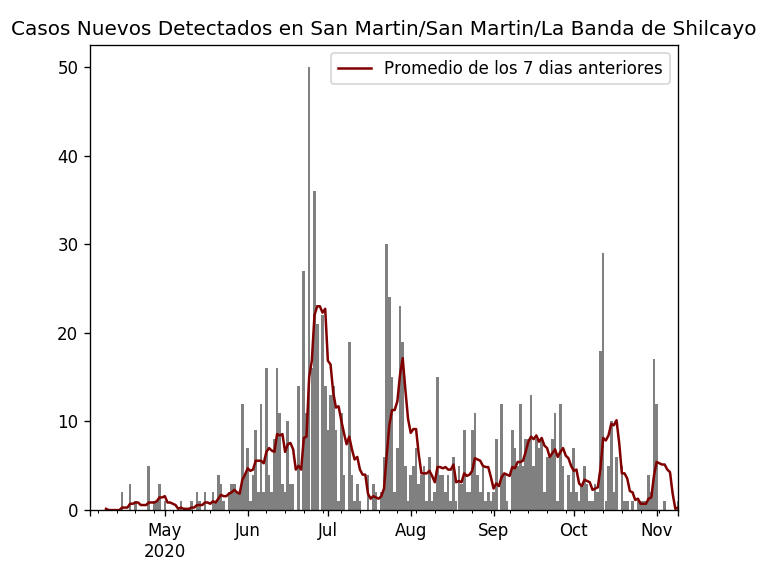 Casos Nuevos Detectados en San Martin/San Martin/La Banda de Shilcayo
Promedio de los 7 dias anteriores
50
40
30
20
10
0
May Jun Jul Aug Sep Oct Nov
2020